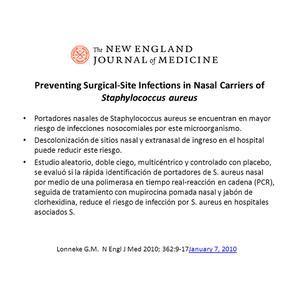 The NEW ENGLAND
JOURNAL of MEDICINE
Preventing Surgical-Site Infections in Nasal Carriers of
Staphylococcus aureus
• Portadores nasales de Staphylococcus aureus se encuentran en mayor
riesgo de infecciones nosocomiales por este microorganismo.
• Descolonización de sitios nasal y extranasal de ingreso en el hospital
puede reducir este riesgo.
• Estudio aleatorio, doble ciego, multicéntrico y controlado con placebo,
se evaluó si la rápida identificación de portadores de S. aureus nasal
por medio de una polimerasa en tiempo real-reacción en cadena (PCR),
seguida de tratamiento con mupirocina pomada nasal y jabón de
clorhexidina, reduce el riesgo de infección por S. aureus en hospitales
asociados S.
Lonneke G.M. N Engl J Med 2010; 362:9-17January 7, 2010